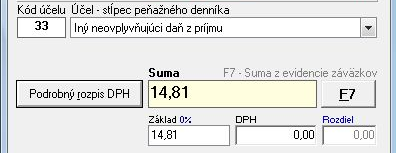 Kód účelu Účel - stĺpec peňažného denníka
33 Iný neovplyvňujúci daň z príjmu
Suma F7 - Suma z evidencie záväzkov
Podrobný rozpis DPH 14,81 F7
Základ 0% DPH Rozdiel
14,81 0,00 0,00